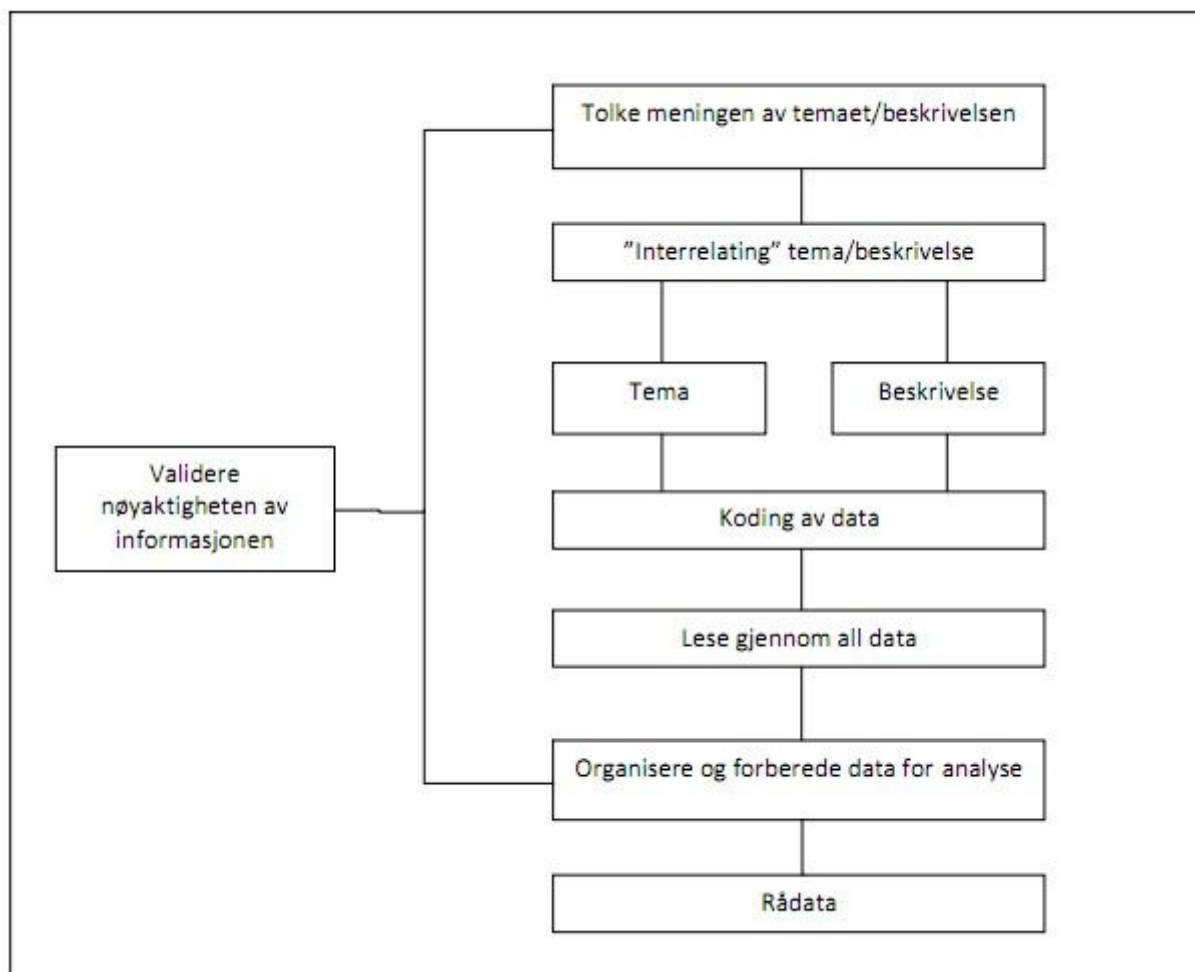 Tolke meningen av temaet/beskrivelsen
”Interrelating” tema/beskrivelse
Tema
Beskrivelse
Validere
nøyaktigheten av
informasjonen
Koding av data
Lese gjennom all data
Organisere og forberede data for analyse
Rådata